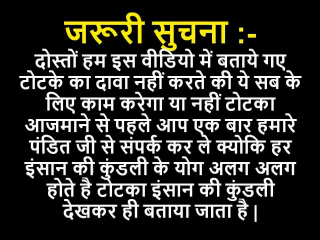 जरूरी सुचना :-
दोस्तों हम इस वीडियो में बताये गए
टोटके का दावा नहीं करते की ये सब के
लिए काम करेगा या नहीं टोटका
आजमाने से पहले आप एक बार हमारे
पंडित जी से संपर्क कर ले क्योकि हर
इंसान की कुंडली के योग अलग अलग
होते है टोटका इंसान की कुंडली
देखकर ही बताया जाता है |